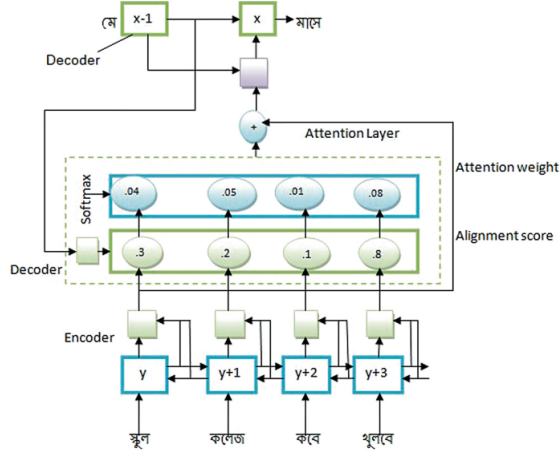 মে x-1 x মাসে
Decoder
+
Attention Layer
Attention weight
Softmax .04 .05 .01 .08
Alignment score
.3 .2 .1 .8
Decoder
Encoder
y y+1 y+2 y+3
স্কুল কলেজ কবে খুলবে